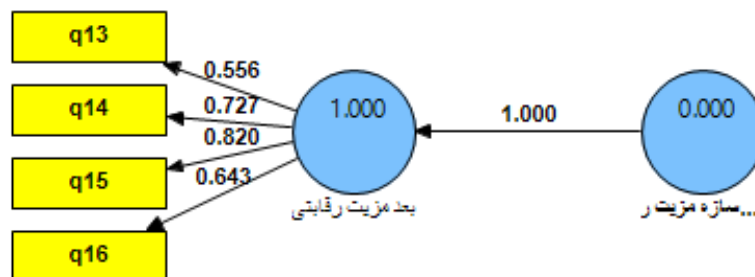 q13
0.556
q14
0.727
1.000
1.000
0.000
0.820
q15
0.643
بعد مزیت رقابتی
سازه مزیت ر...
q16